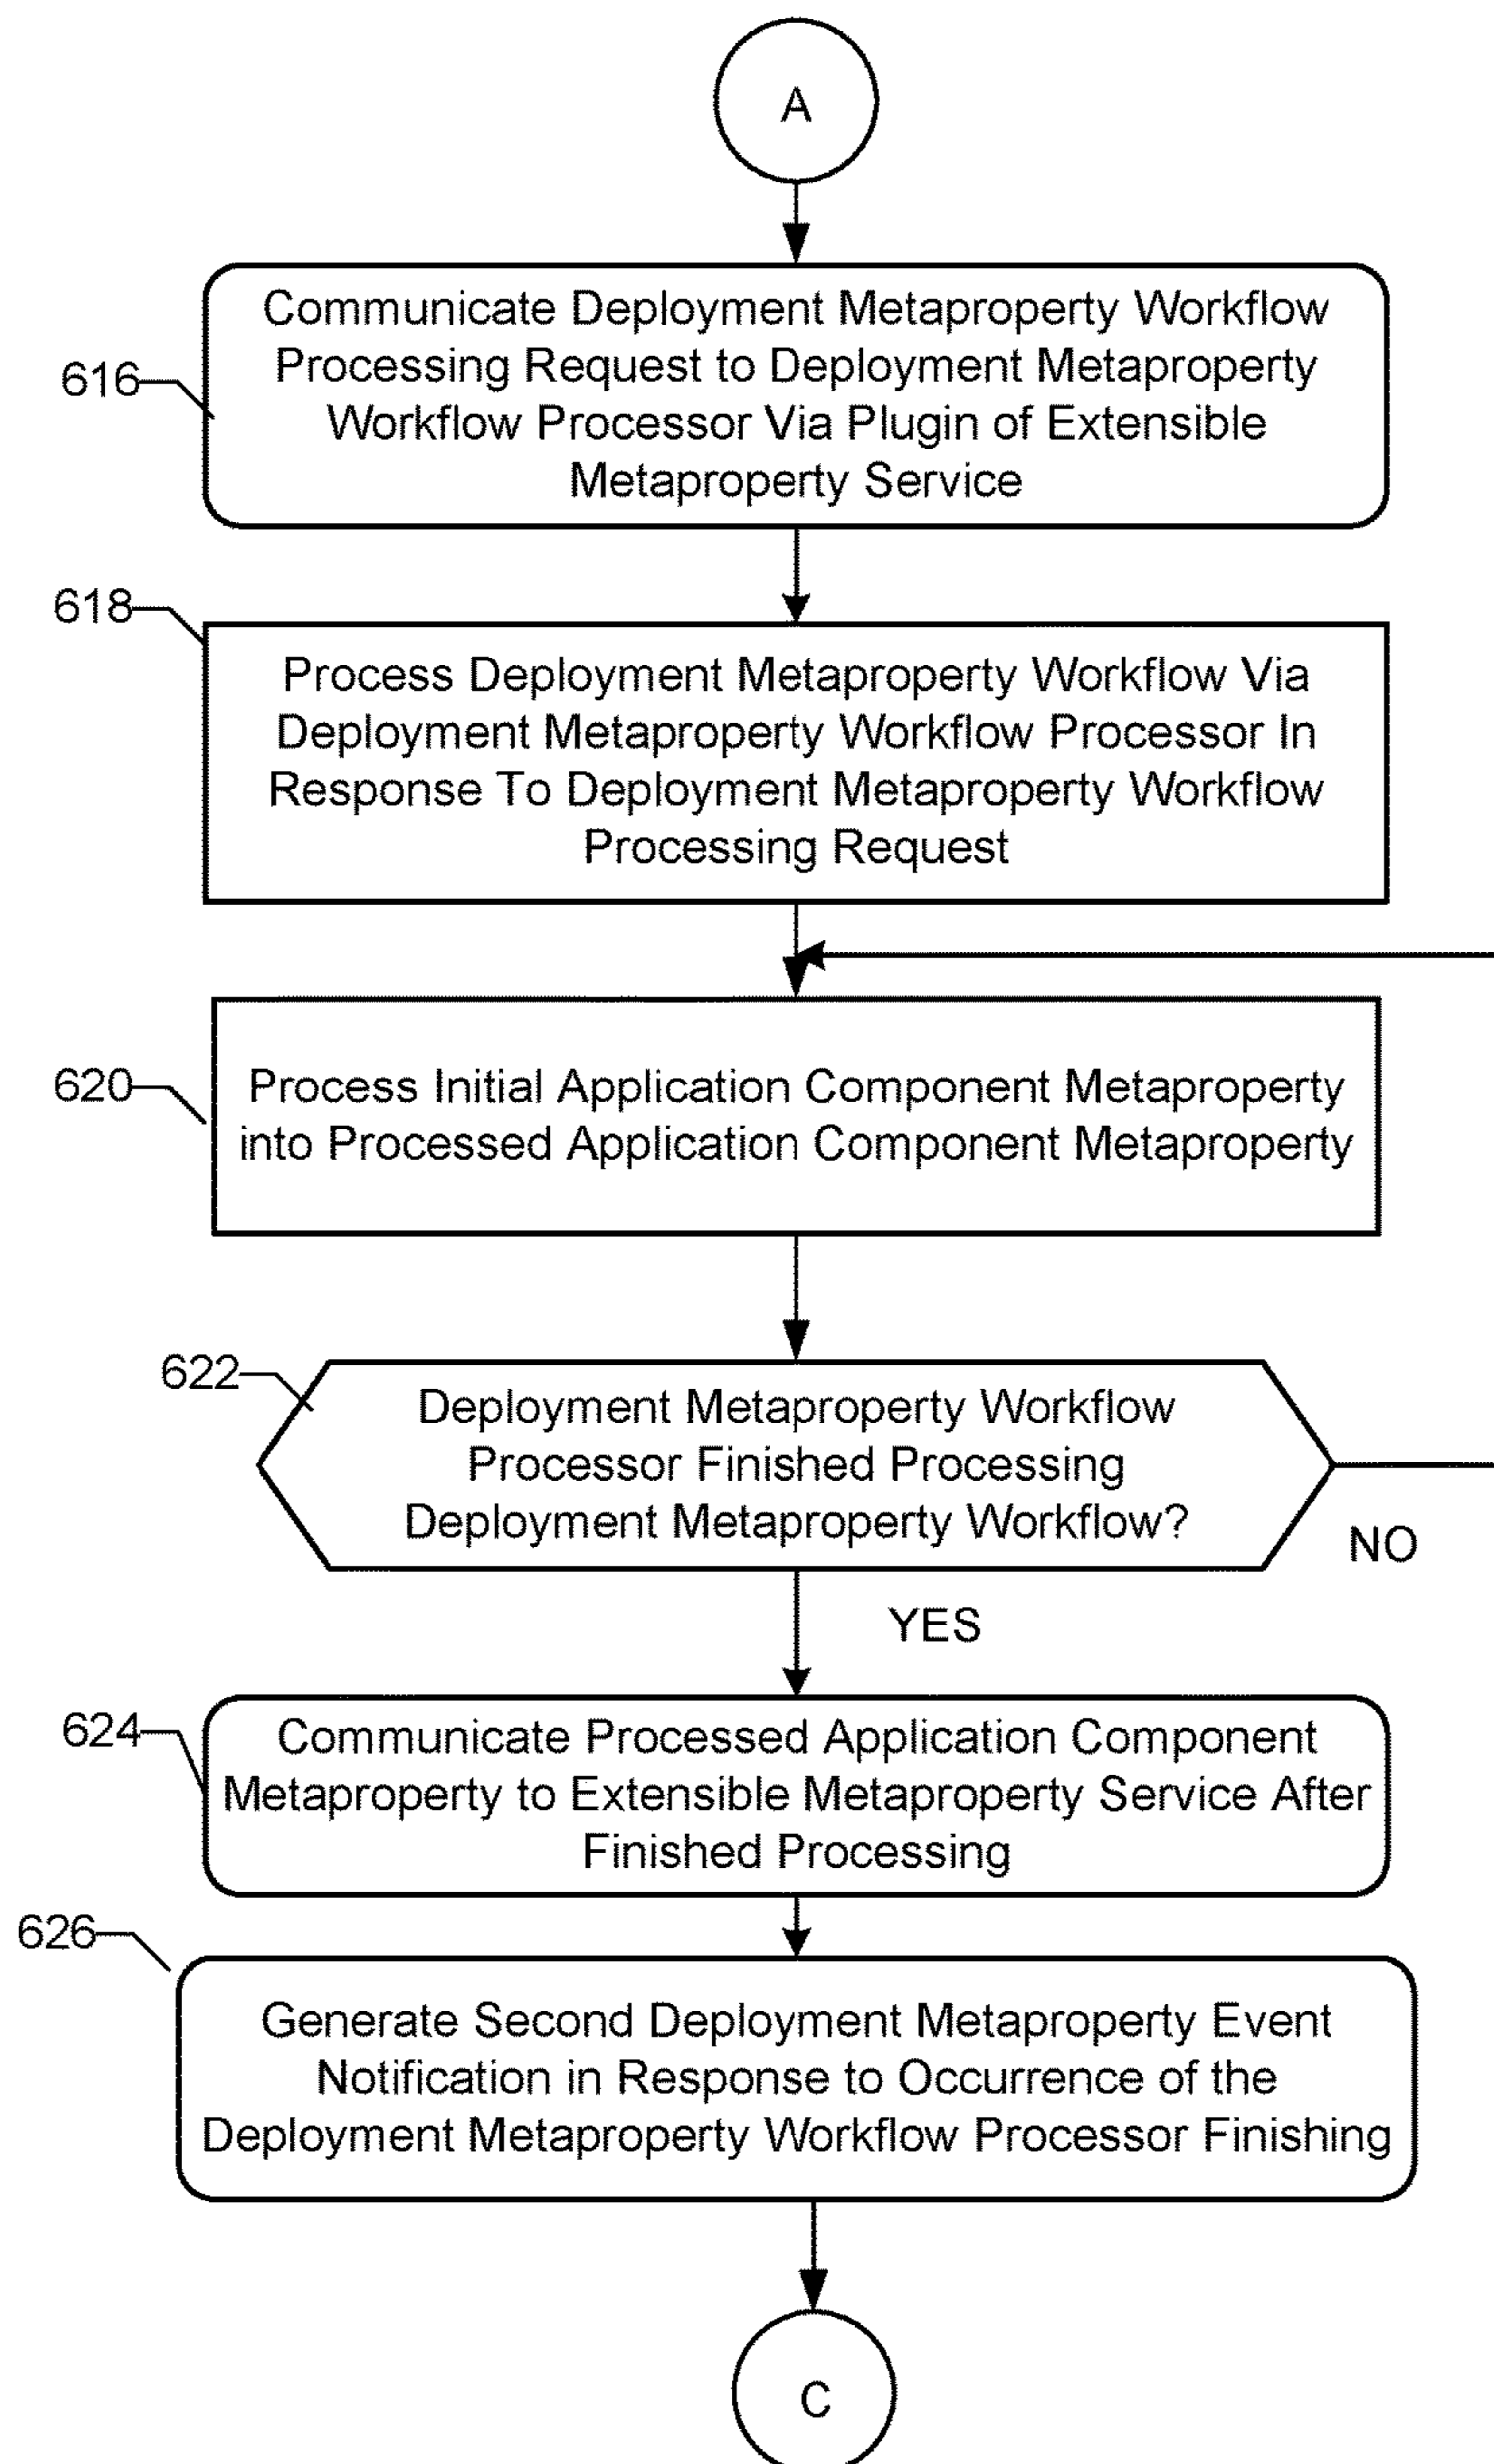 A
Communicate Deployment Metaproperty Workflow
Processing Request to Deployment Metaproperty
Workflow Processor Via Plugin of Extensible
Metaproperty Service
616
618
Process Deployment Metaproperty Workflow Via
Deployment Metaproperty Workflow Processor In
Response To Deployment Metaproperty Workflow
Processing Request
620
Process Initial Application Component Metaproperty
into Processed Application Component Metaproperty
622
Deployment Metaproperty Workflow
Processor Finished Processing
Deployment Metaproperty Workflow?
NO
YES
624
Communicate Processed Application Component
Metaproperty to Extensible Metaproperty Service After
Finished Processing
626
Generate Second Deployment Metaproperty Event
Notification in Response to Occurrence of the
Deployment Metaproperty Workflow Processor Finishing
C